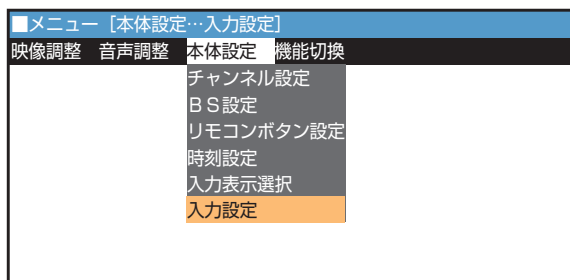 ■メニュー［本体設定…入力設定］
映像調整　音声調整　本体設定　機能切換
チャンネル設定
ＢＳ設定
リモコンボタン設定
時刻設定
入力表示選択
入力設定